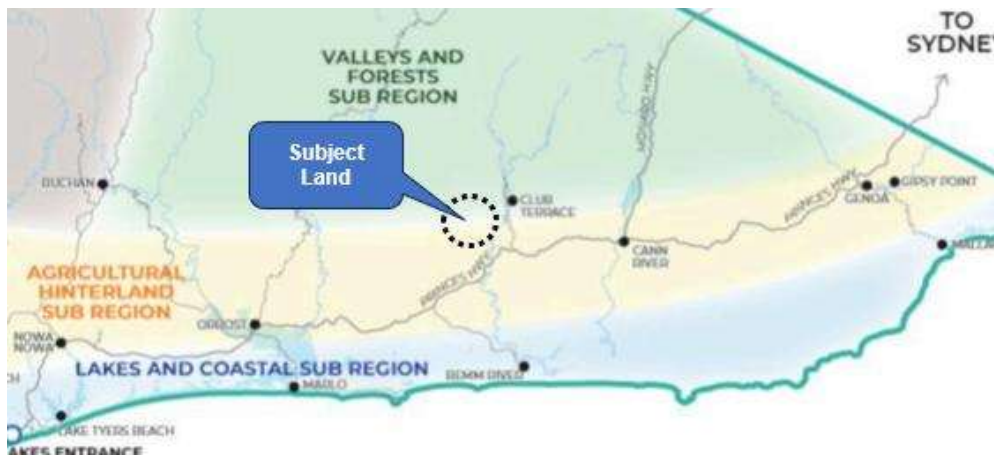 TO
SYDNEY
VALLEYS AND
FORESTS
SUB REGION
MONARO HWY
Subject
Land
BUCHAN
CLUB
TERRACE
PRINCES HWY
GIPSY POINT
GENOA
CANN
RIVER
MALLA
AGRICULTURAL
HINTERLAND
SUB REGION
PRINCES HWY
ORBOST
NOWA
NOWA
LAKES AND COASTAL SUB REGION
BEMM RIVER
MARLO
CH
LAKE TYERS BEACH
AKES ENTRANCE